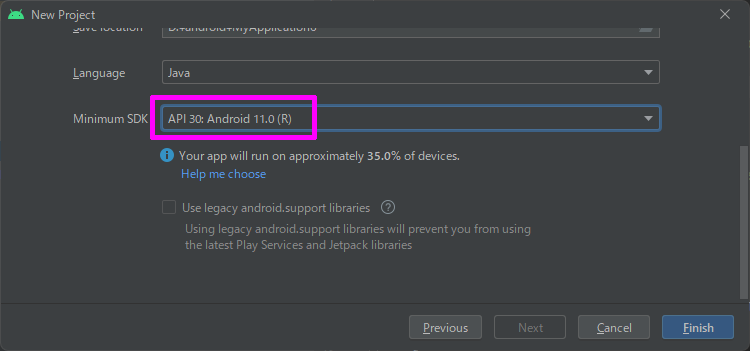 New Project
Save location
Language
Java
Minimum SDK
API 30: Android 11.0 (R)
Your app will run on approximately 35.0% of devices.
Help me choose
Use legacy android.support libraries
Using legacy android.support libraries will prevent you from using
the latest Play Services and Jetpack libraries
Previous
Next
Cancel
Finish